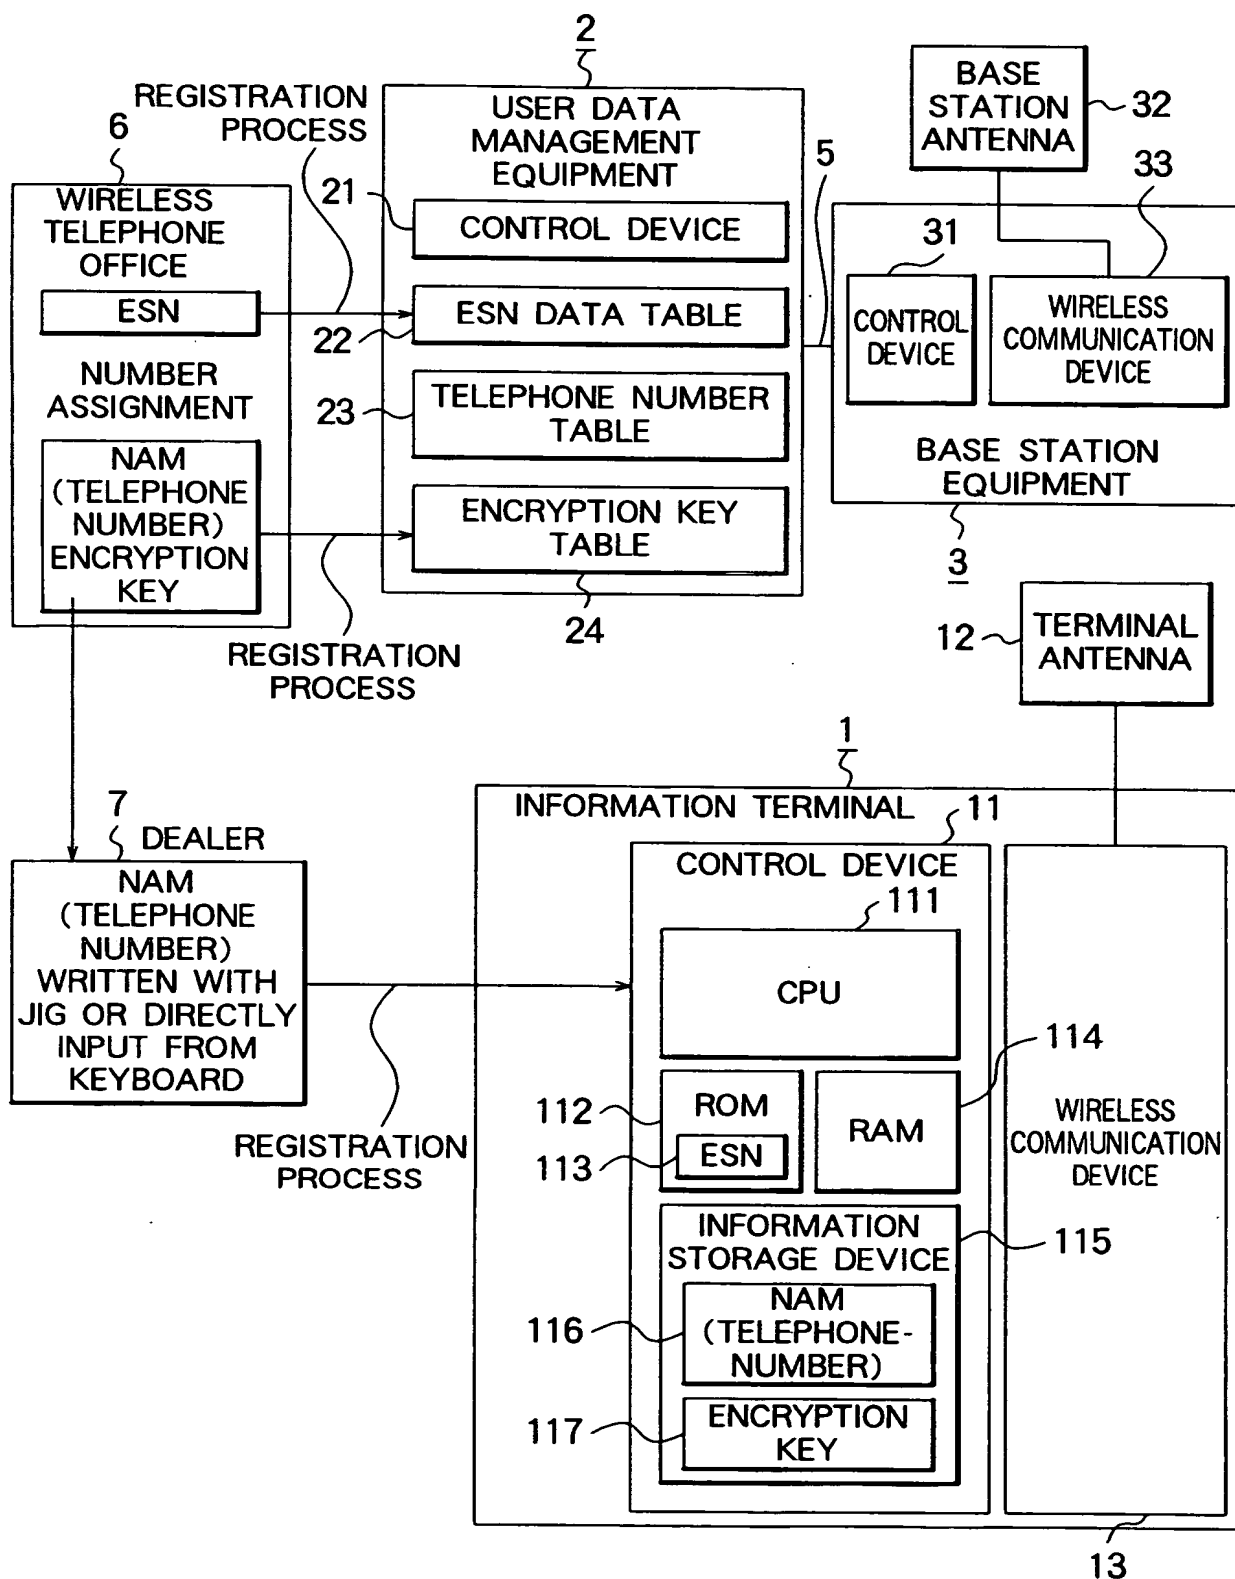 2
REGISTRATION
PROCESS
6
WIRELESS
TELEPHONE
OFFICE
ESN
NUMBER
ASSIGNMENT
NAM
(TELEPHONE
NUMBER)
ENCRYPTION
KEY
USER DATA
MANAGEMENT
EQUIPMENT
21
CONTROL DEVICE
22
ESN DATA TABLE
23
TELEPHONE NUMBER
TABLE
ENCRYPTION KEY
TABLE
24
REGISTRATION
PROCESS
5
BASE
STATION
ANTENNA
32
33
31
CONTROL
DEVICE
WIRELESS
COMMUNICATION
DEVICE
BASE STATION
EQUIPMENT
3
12
TERMINAL
ANTENNA
7
DEALER
NAM
(TELEPHONE
NUMBER)
WRITTEN WITH
JIG OR DIRECTLY
INPUT FROM
KEYBOARD
REGISTRATION
PROCESS
1
INFORMATION TERMINAL
11
CONTROL DEVICE
111
CPU
114
112
ROM
113
ESN
RAM
INFORMATION
STORAGE DEVICE
115
116
NAM
(TELEPHONE-
NUMBER)
117
ENCRYPTION
KEY
WIRELESS
COMMUNICATION
DEVICE
13